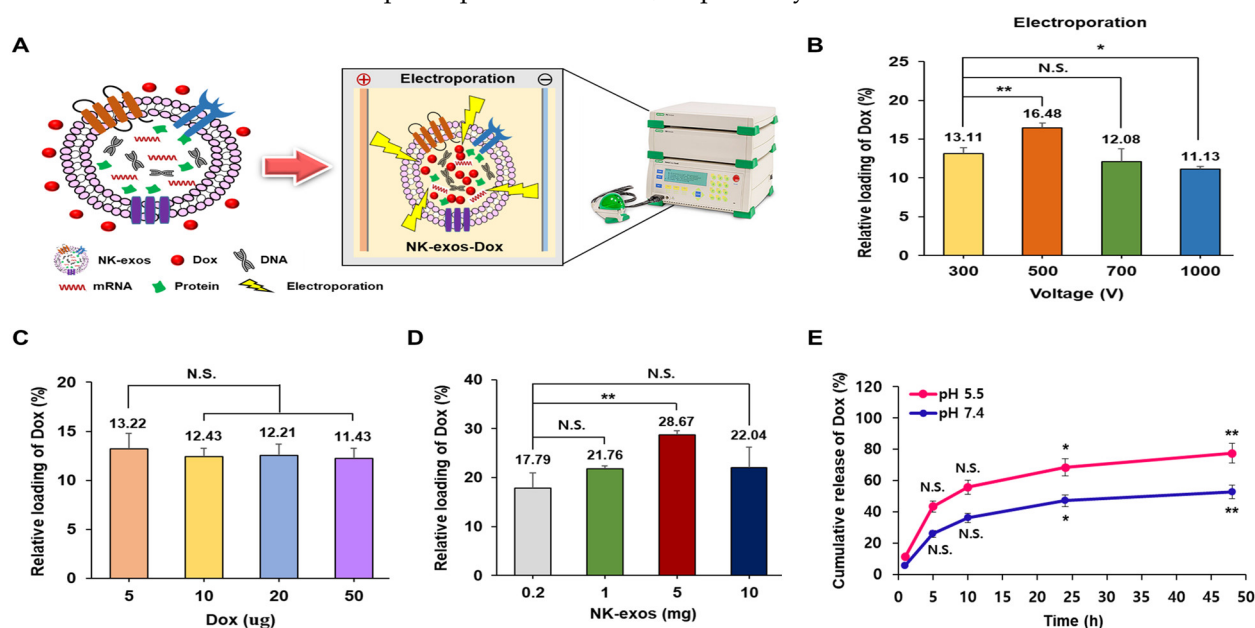 A
Electroporation
NK-exos-Dox
NK-exos
Dox
DNA
mRNA
Protein
Electroporation
B
Electroporation
*
N.S.
**
13.11
16.48
12.08
11.13
Relative loading of Dox (%)
25
20
15
10
5
0
300 500 700 1000
Voltage (V)
C
N.S.
13.22
12.43
12.21
11.43
Relative loading of Dox (%)
20
15
10
5
0
5 10 20 50
Dox (ug)
D
N.S.
**
N.S.
17.79
21.76
28.67
22.04
Relative loading of Dox (%)
40
30
20
10
0
0.2 1 5 10
NK-exos (mg)
E
pH 5.5
pH 7.4
N.S.
N.S.
*
**
N.S.
N.S.
*
**
Cumulative release of Dox (%)
120
100
80
60
40
20
0
0 5 10 15 20 25 30 35 40 45 50
Time (h)